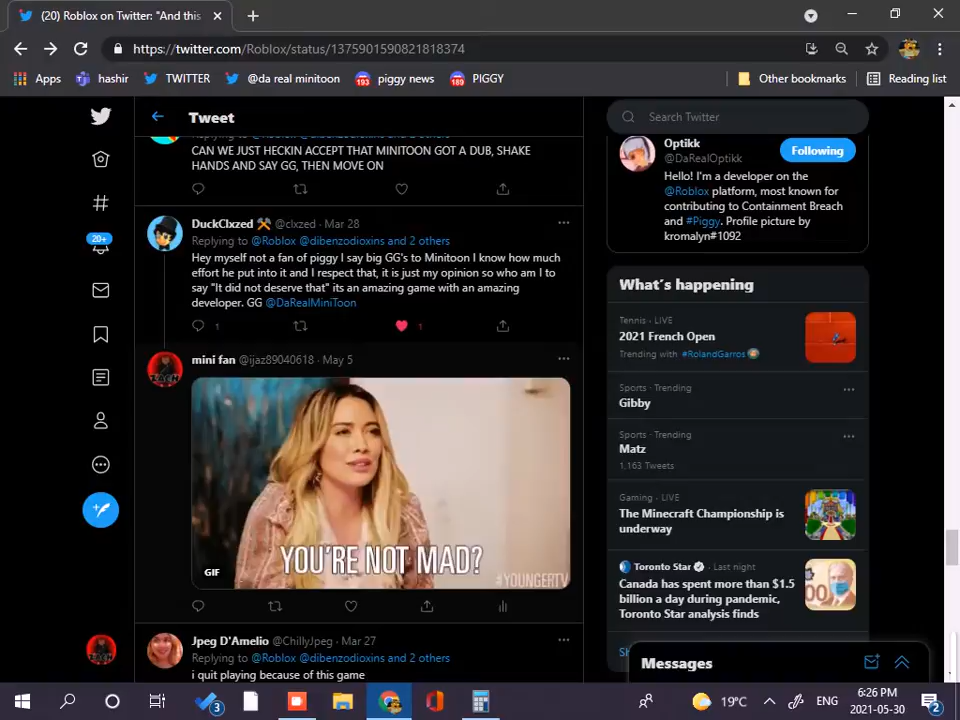 (20) Roblox on Twitter: "And this
https://twitter.com/Roblox/status/1375901590821818374
Apps
hashir
TWITTER
@da real minitoon
193
piggy news
189
PIGGY
Other bookmarks
Reading list
Tweet
CAN WE JUST HECKIN ACCEPT THAT MINITOON GOT A DUB, SHAKE
HANDS AND SAY GG, THEN MOVE ON
DuckClxzed @clxzed · Mar 28
Replying to @Roblox @dibenzodioxins and 2 others
Hey myself not a fan of piggy I say big GG's to Minitoon I know how much
effort he put into it and I respect that, it is just my opinion so who am I to
say "It did not deserve that" its an amazing game with an amazing
developer. GG @DaRealMiniToon
1
1
mini fan @ijaz89040618 · May 5
YOU'RE NOT MAD?
GIF
#YOUNGERTV
Jpeg D'Amelio @ChillyJpeg · Mar 27
Replying to @Roblox @dibenzodioxins and 2 others
i quit playing because of this game
20+
Search Twitter
Optikk
@DaRealOptikk
Following
Hello! I'm a developer on the
@Roblox platform, most known for
contributing to Containment Breach
and #Piggy. Profile picture by
kromalyn#1092
What's happening
Tennis · LIVE
2021 French Open
Trending with #RolandGarros
Sports · Trending
Gibby
Sports · Trending
Matz
1,163 Tweets
Gaming · LIVE
The Minecraft Championship is
underway
Toronto Star · Last night
Canada has spent more than $1.5
billion a day during pandemic,
Toronto Star analysis finds
Messages
3
19°C
ENG
6:26 PM
2021-05-30
2